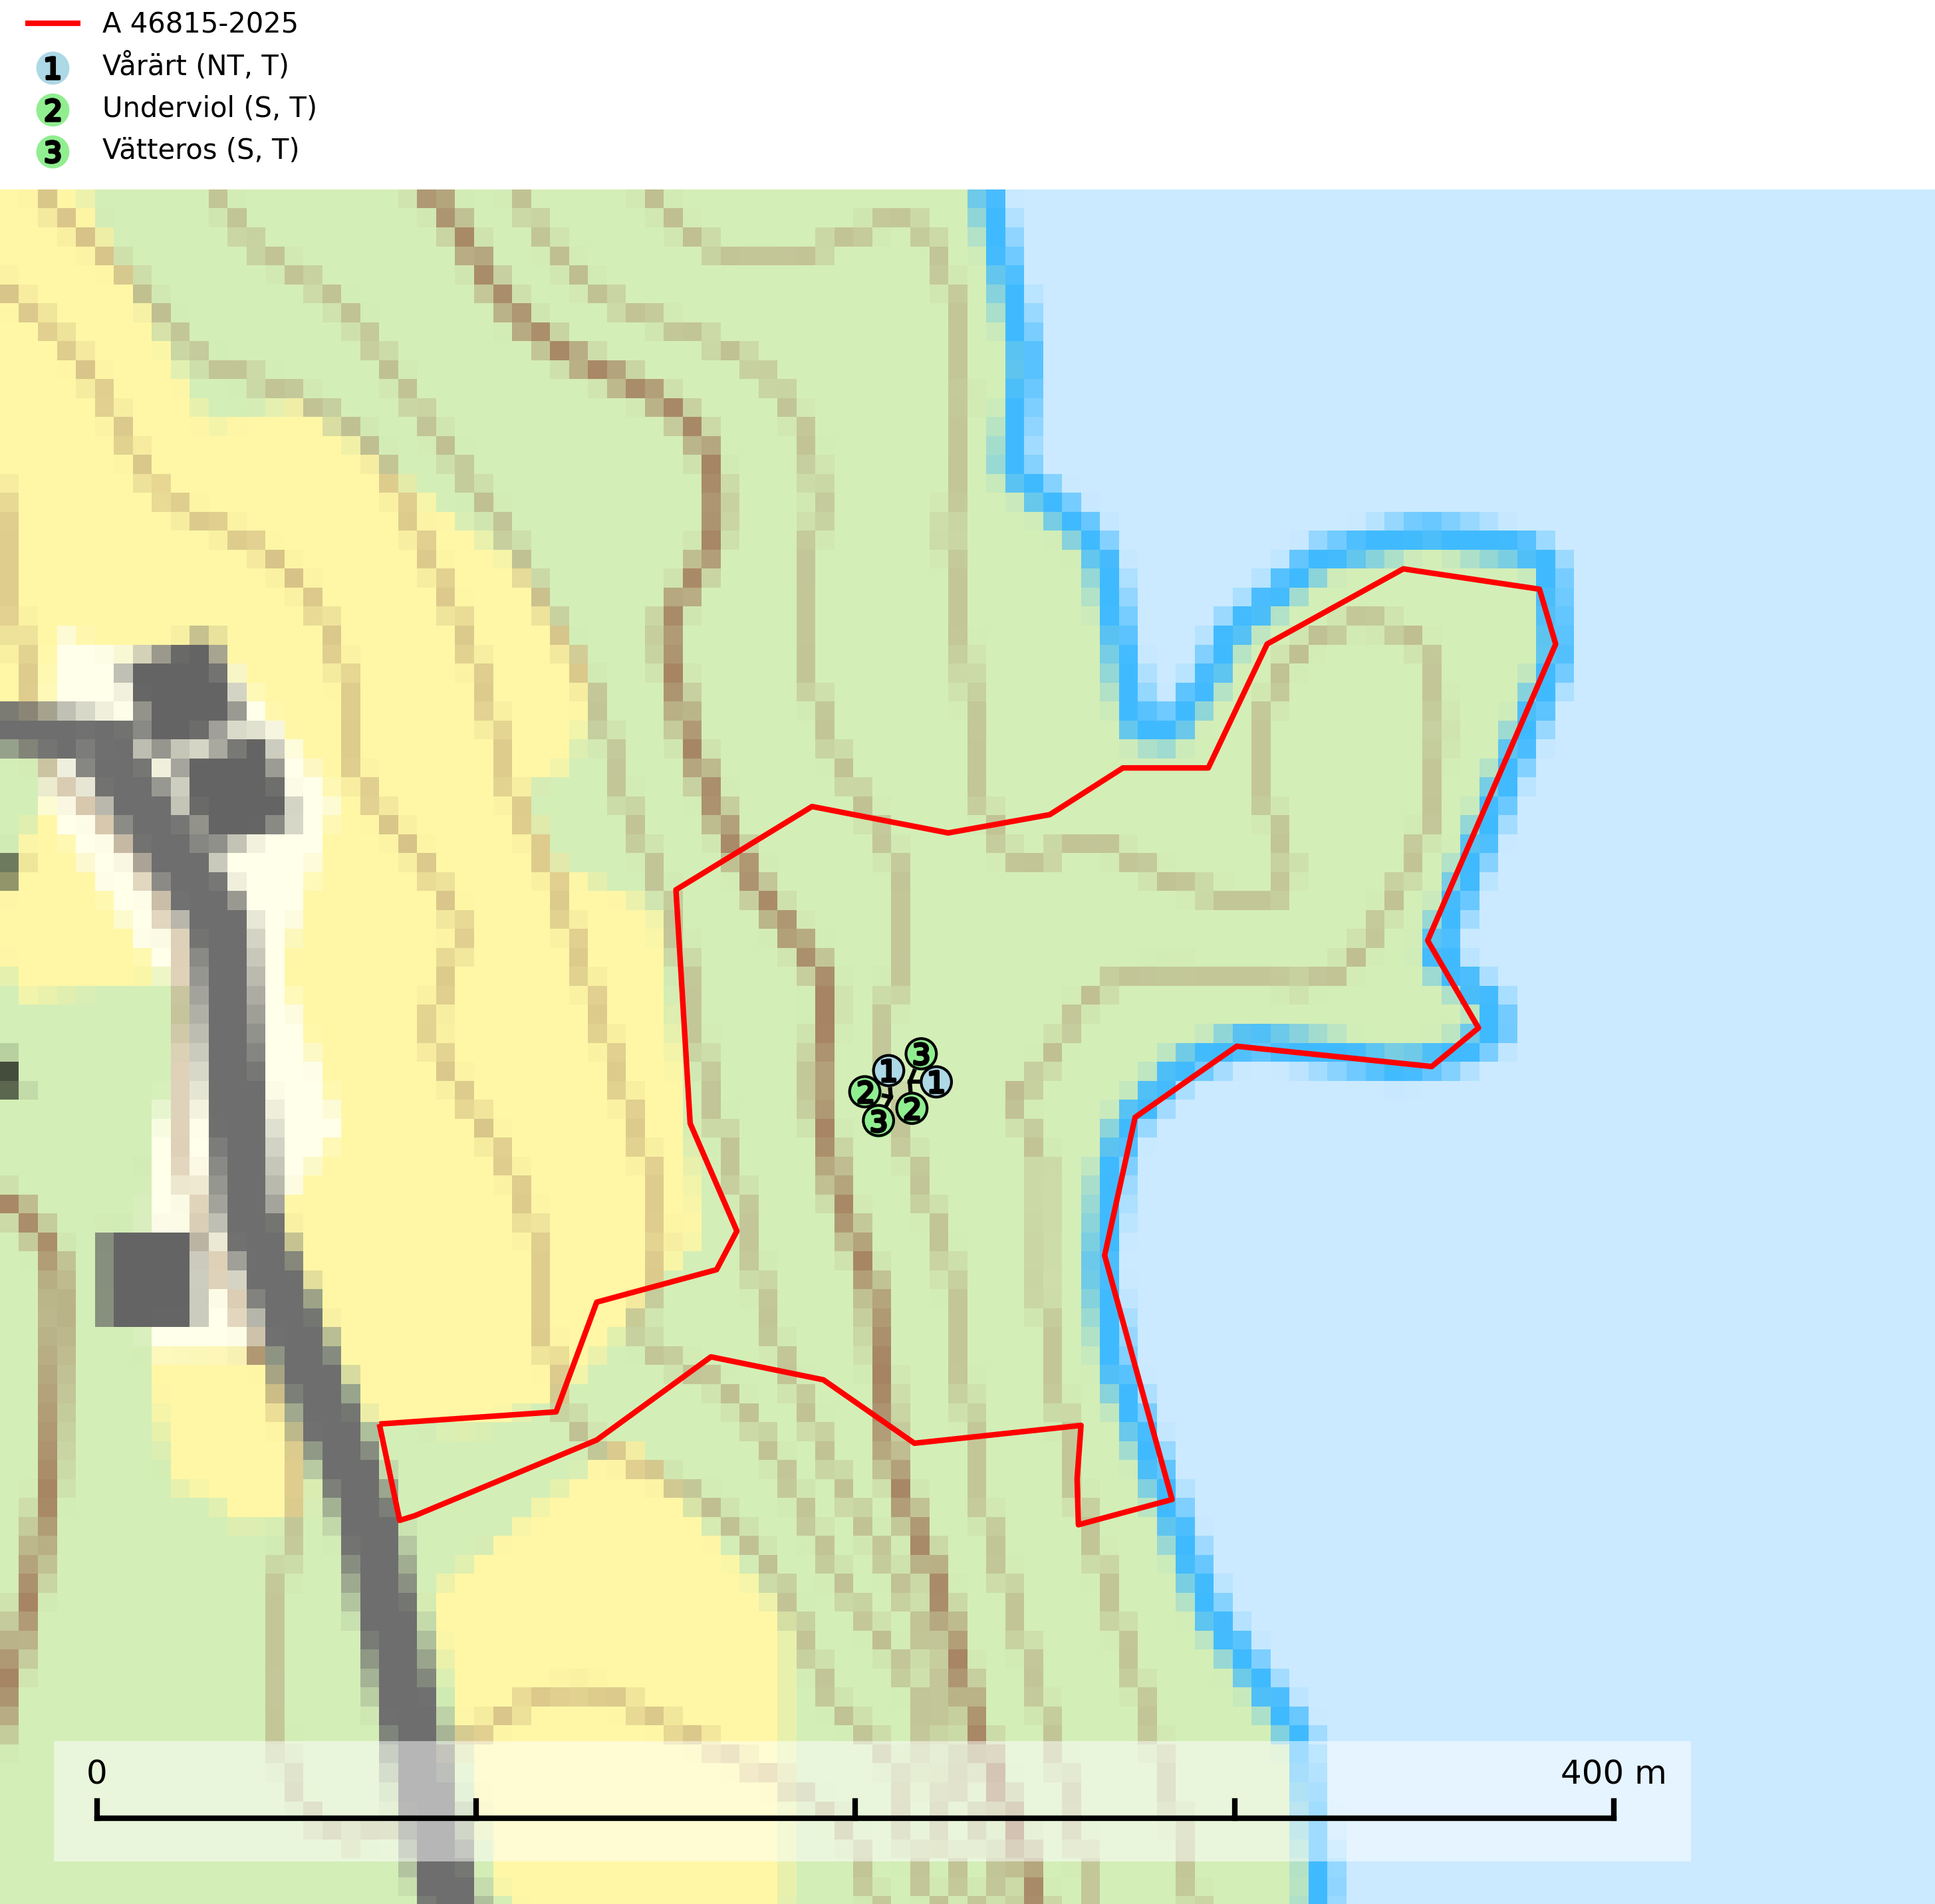 A 46815-2025
1 Vårärt (NT, T)
2 Underviol (S, T)
3 Vätteros (S, T)
3
1
1
2
2
3
0 400 m